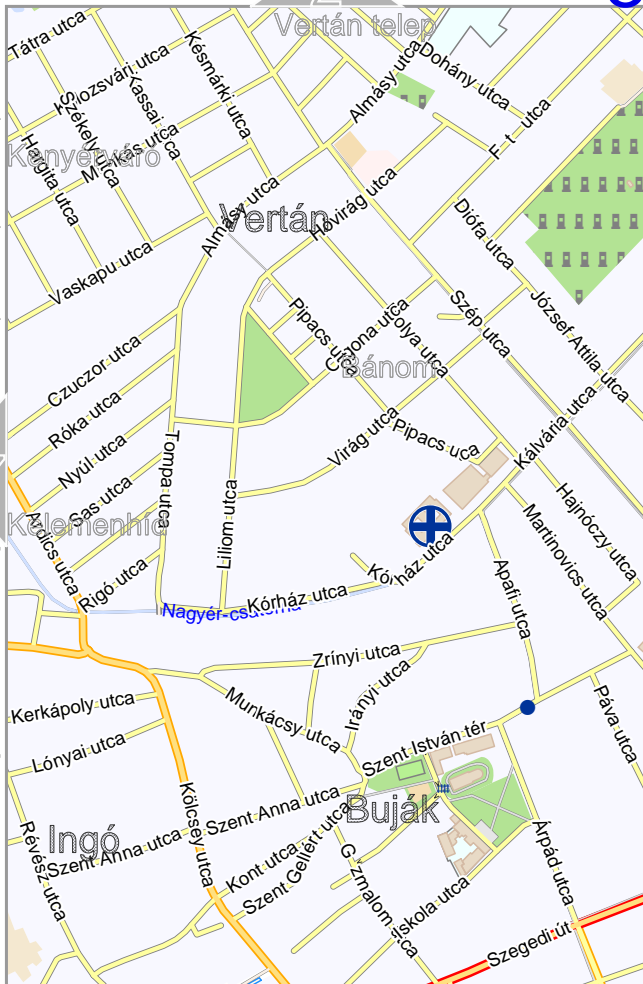 Vertán telep
Tátra utca
Késmárki utca
Dohány utca
Almásy utca
Kolozsvári utca
Kassai utca
Székely utca
Munkás utca
Hargita utca
Kenyérváró
Vertán
Almásy utca
Hóvirág utca
Diófa utca
Vaskapu utca
Pipacs utca
Szép utca
József Attila utca
Czuczor utca
Bánom
Róka utca
Virág utca
Pipacs uca
Kálvária utca
Nyúl utca
Tompa utca
Sas utca
Liliom utca
Kelemenhíd
Hajnóczy utca
Martinovics utca
Rigó utca
Kórház utca
Apafi utca
Zrínyi utca
Irányi utca
Kerkápoly utca
Munkácsy utca
Páva utca
Szent István tér
Lónyai utca
Kölcsey utca
Szent Anna utca
Buják
Ingó
Szent Anna utca
Révész utca
Kont utca
Szent Gellért utca
Árpád utca
Iskola utca
Szegedi út